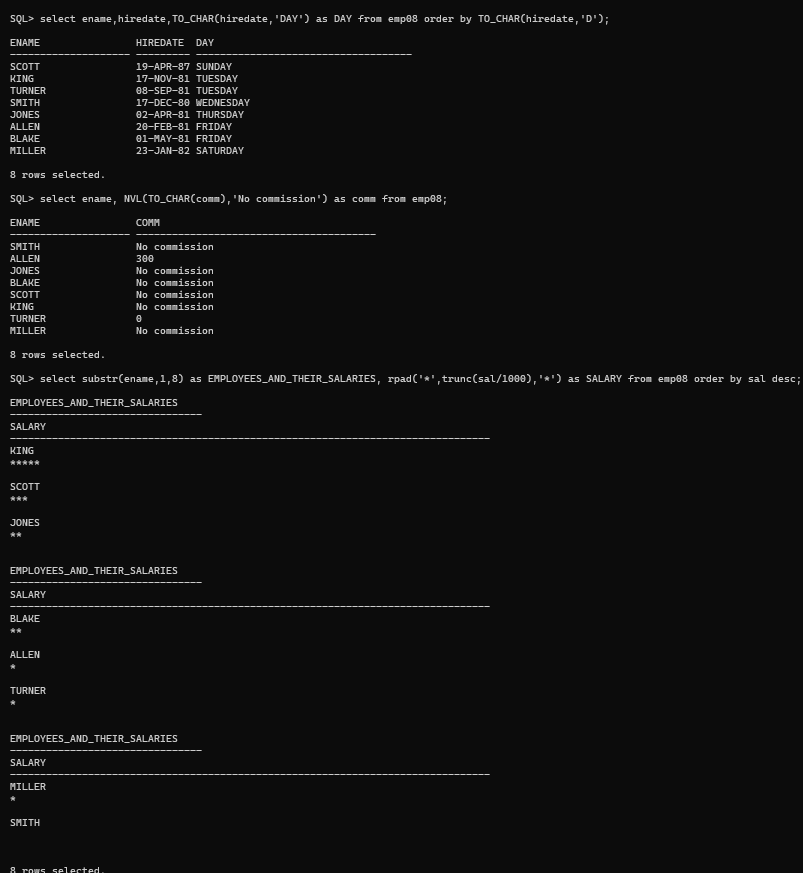 SQL> select ename,hiredate,TO_CHAR(hiredate,'DAY') as DAY from emp08 order by TO_CHAR(hiredate,'D');
ENAME                HIREDATE  DAY
-------------------- --------- ------------------------------------
SCOTT                19-APR-87 SUNDAY
KING                 17-NOV-81 TUESDAY
TURNER               08-SEP-81 TUESDAY
SMITH                17-DEC-80 WEDNESDAY
JONES                02-APR-81 THURSDAY
ALLEN                20-FEB-81 FRIDAY
BLAKE                01-MAY-81 FRIDAY
MILLER               23-JAN-82 SATURDAY
8 rows selected.
SQL> select ename, NVL(TO_CHAR(comm),'No commission') as comm from emp08;
ENAME                COMM
-------------------- ----------------------------------------
SMITH                No commission
ALLEN                300
JONES                No commission
BLAKE                No commission
SCOTT                No commission
KING                 No commission
TURNER               0
MILLER               No commission
8 rows selected.
SQL> select substr(ename,1,8) as EMPLOYEES_AND_THEIR_SALARIES, rpad('*',trunc(sal/1000),'*') as SALARY from emp08 order by sal desc;
EMPLOYEES_AND_THEIR_SALARIES
--------------------------------
SALARY
--------------------------------------------------------------------------------
KING
*****
SCOTT
***
JONES
**
EMPLOYEES_AND_THEIR_SALARIES
--------------------------------
SALARY
--------------------------------------------------------------------------------
BLAKE
**
ALLEN
*
TURNER
*
EMPLOYEES_AND_THEIR_SALARIES
--------------------------------
SALARY
--------------------------------------------------------------------------------
MILLER
*
SMITH
8 rows selected.